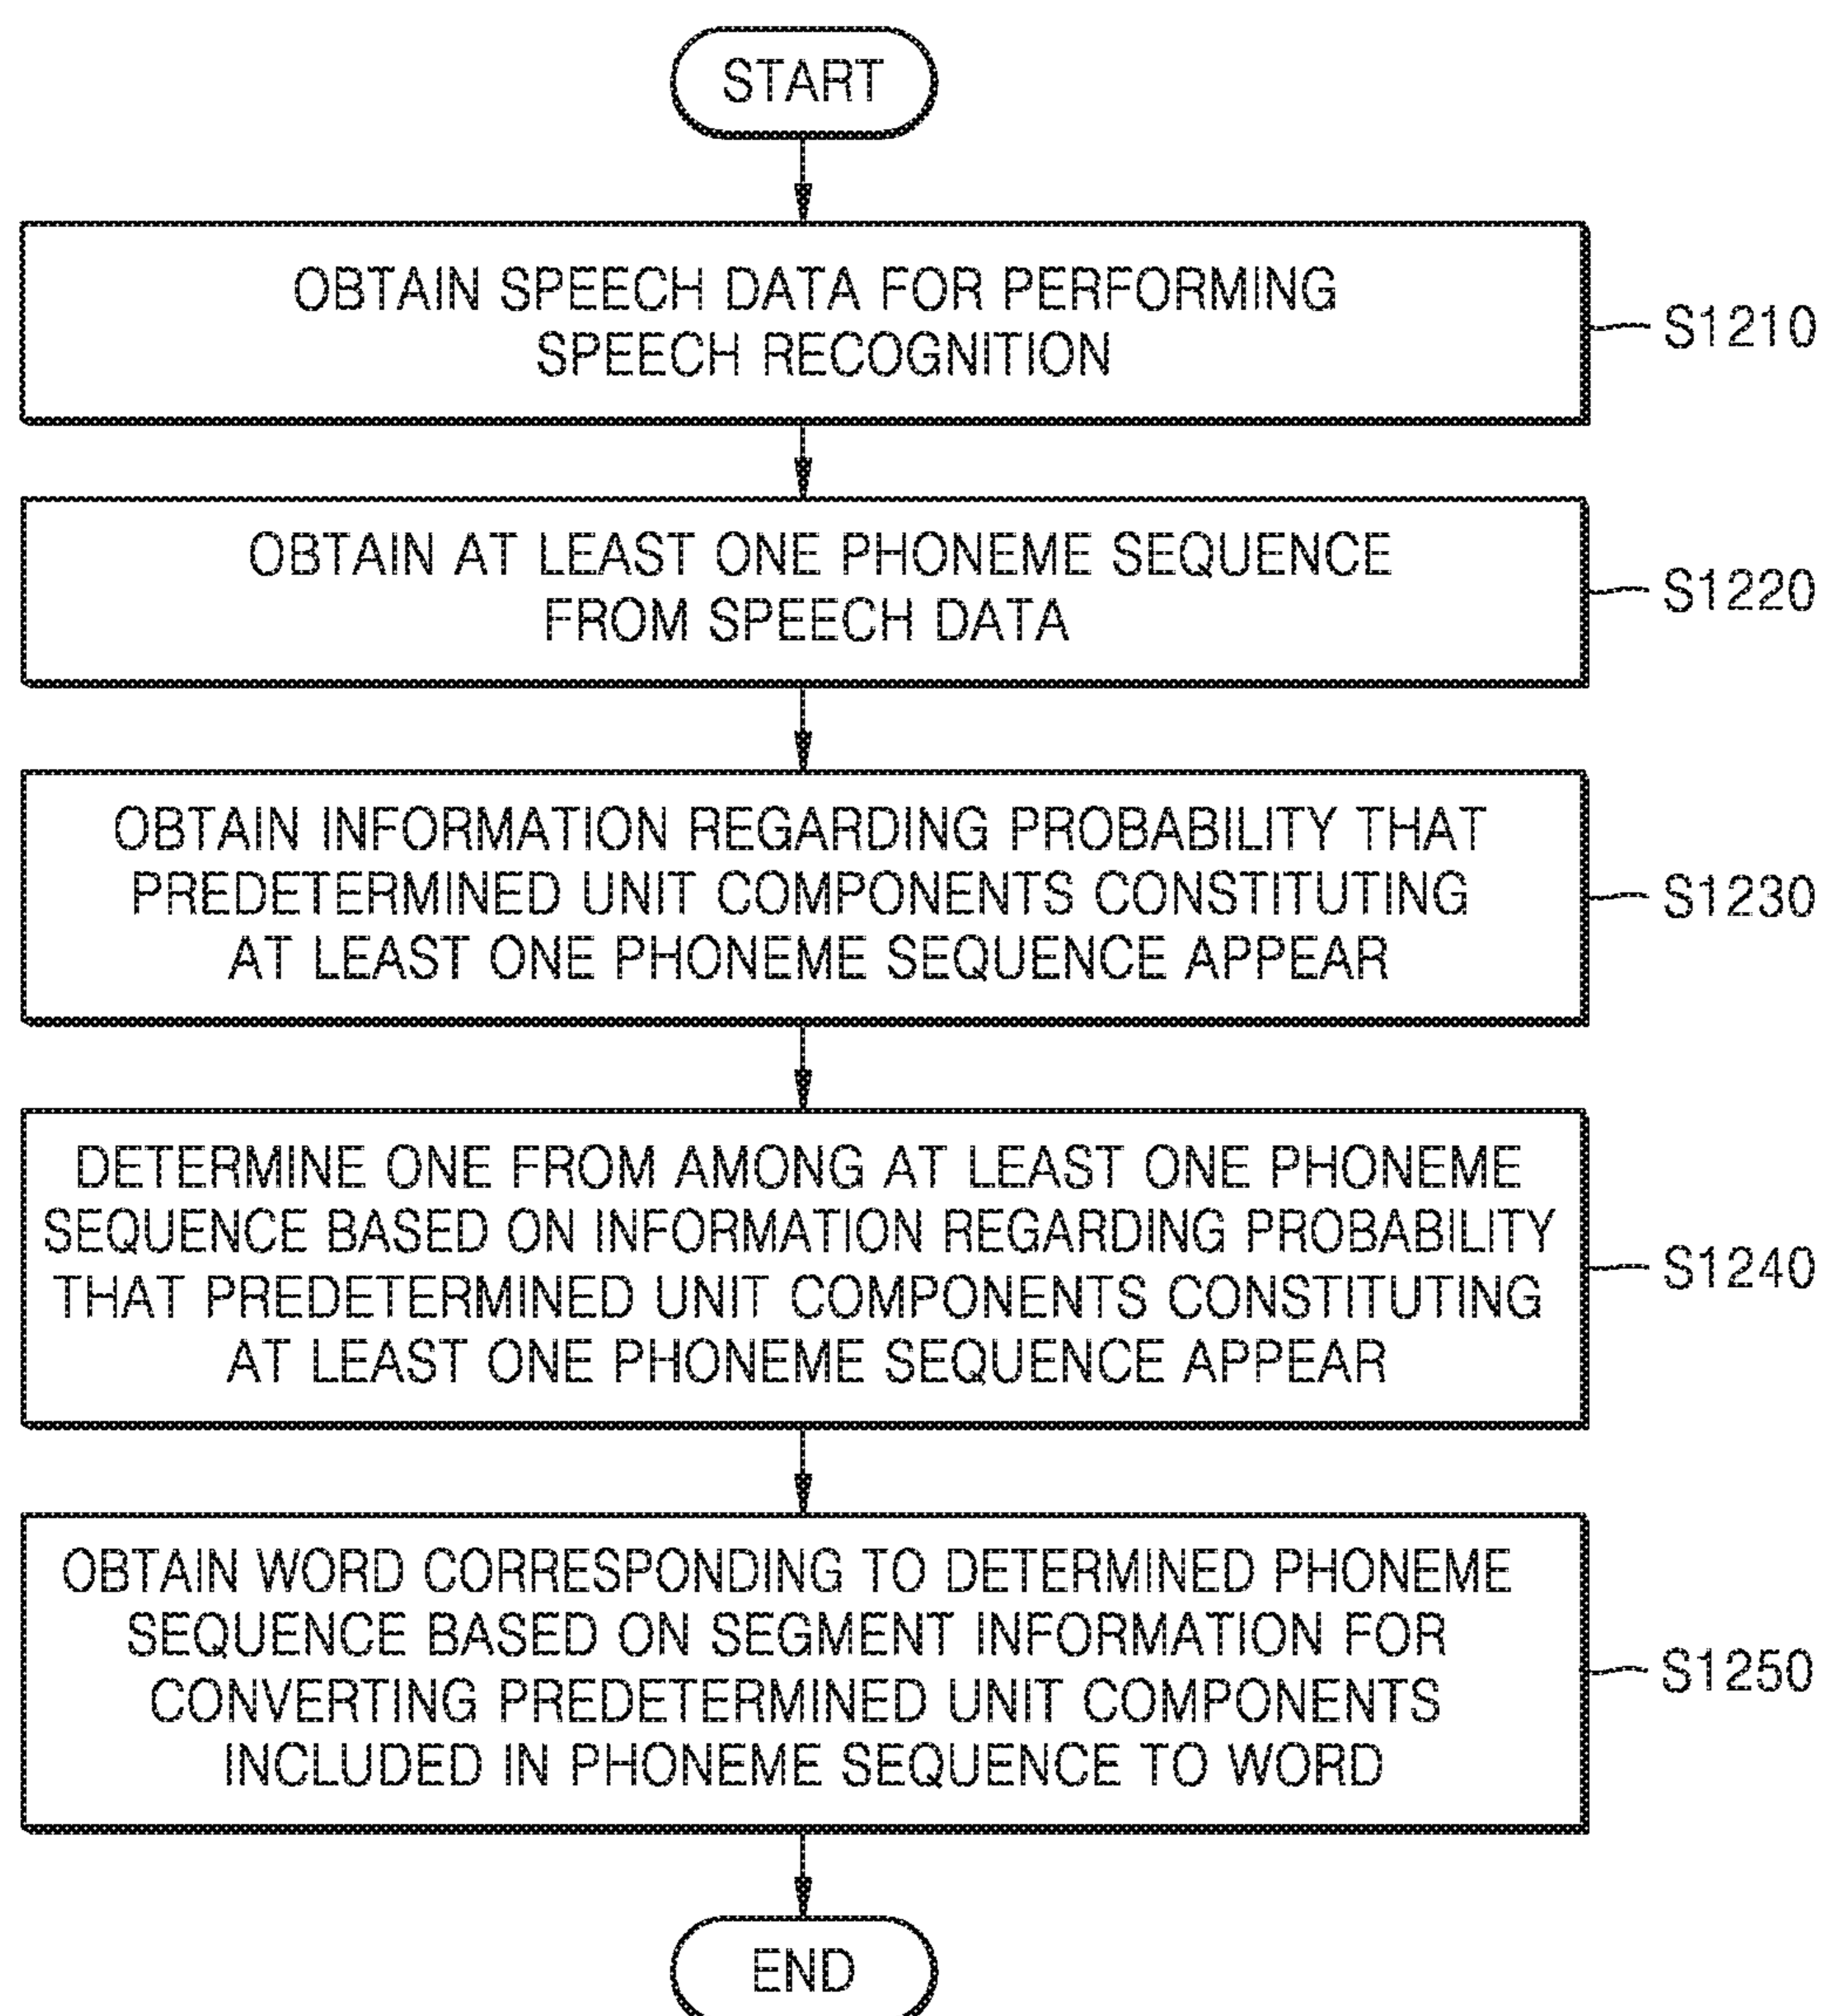 START
OBTAIN SPEECH DATA FOR PERFORMING
SPEECH RECOGNITION
S1210
OBTAIN AT LEAST ONE PHONEME SEQUENCE
FROM SPEECH DATA
S1220
OBTAIN INFORMATION REGARDING PROBABILITY THAT
PREDETERMINED UNIT COMPONENTS CONSTITUTING
AT LEAST ONE PHONEME SEQUENCE APPEAR
S1230
DETERMINE ONE FROM AMONG AT LEAST ONE PHONEME
SEQUENCE BASED ON INFORMATION REGARDING PROBABILITY
THAT PREDETERMINED UNIT COMPONENTS CONSTITUTING
AT LEAST ONE PHONEME SEQUENCE APPEAR
S1240
OBTAIN WORD CORRESPONDING TO DETERMINED PHONEME
SEQUENCE BASED ON SEGMENT INFORMATION FOR
CONVERTING PREDETERMINED UNIT COMPONENTS
INCLUDED IN PHONEME SEQUENCE TO WORD
S1250
END